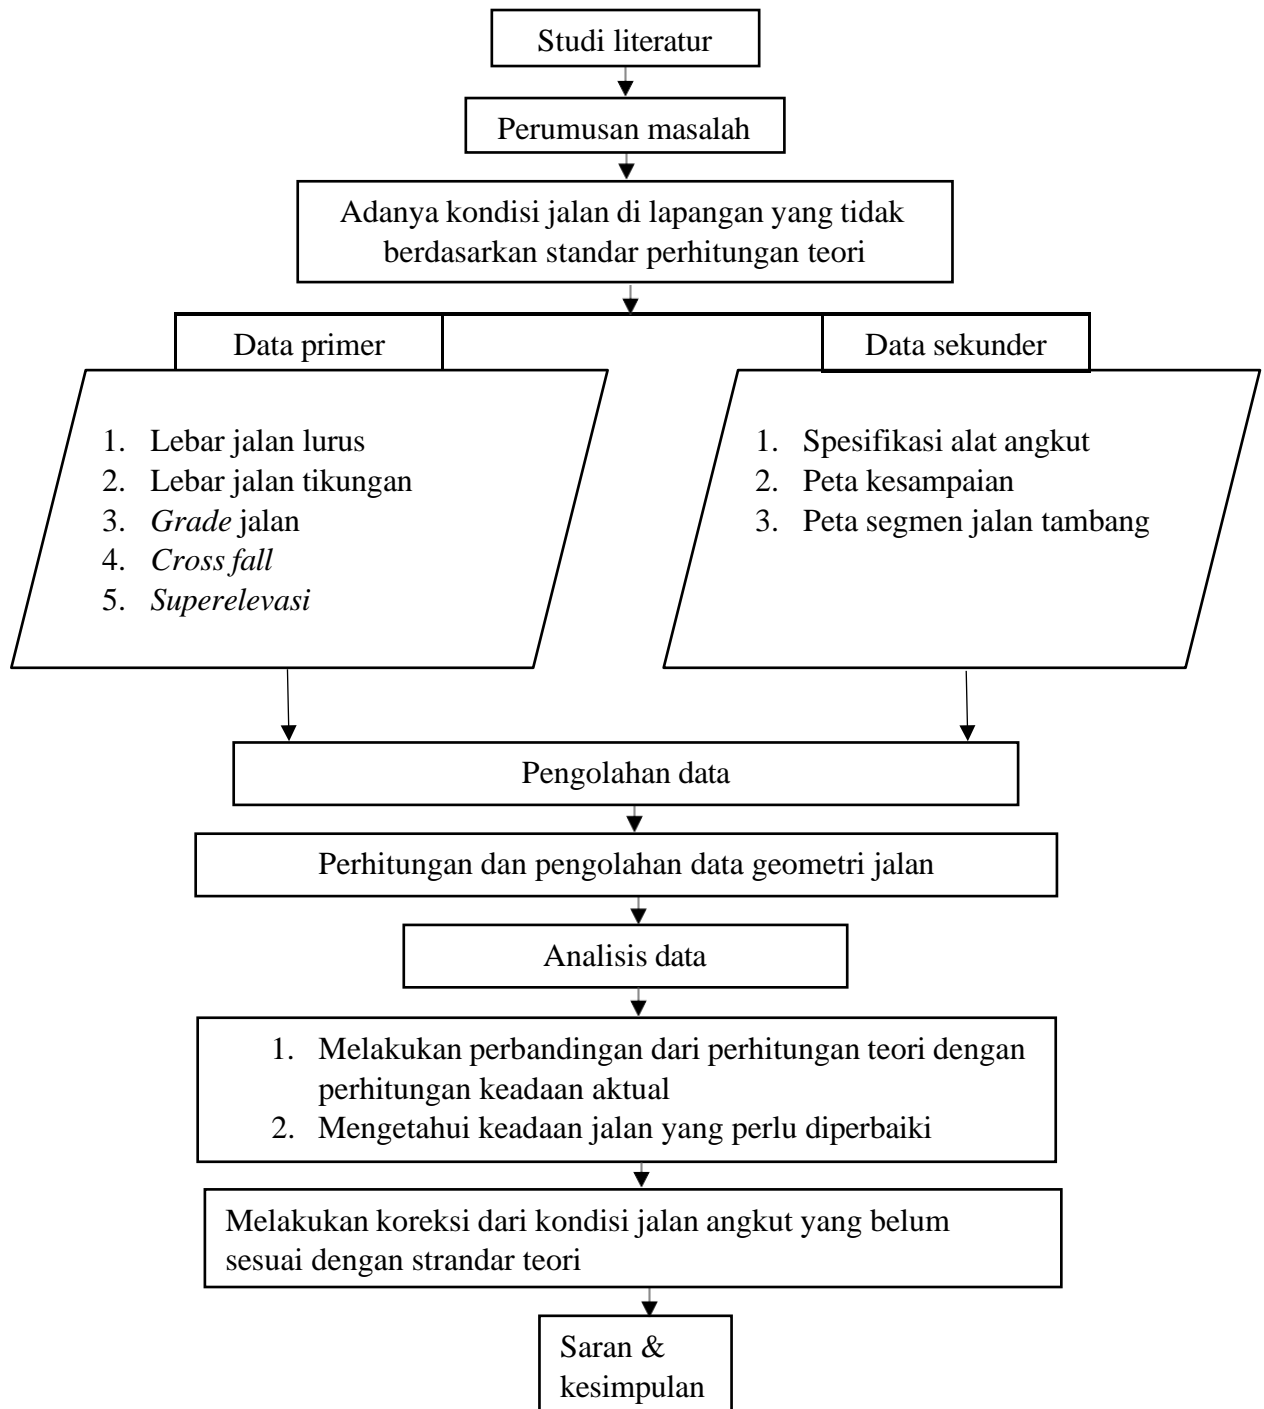 Studi literatur
Perumusan masalah
Adanya kondisi jalan di lapangan yang tidak
berdasarkan standar perhitungan teori
Data primer
Data sekunder
1. Lebar jalan lurus
2. Lebar jalan tikungan
3. Grade jalan
4. Cross fall
5. Superelevasi
1. Spesifikasi alat angkut
2. Peta kesampaian
3. Peta segmen jalan tambang
Pengolahan data
Perhitungan dan pengolahan data geometri jalan
Analisis data
1. Melakukan perbandingan dari perhitungan teori dengan
perhitungan keadaan aktual
2. Mengetahui keadaan jalan yang perlu diperbaiki
Melakukan koreksi dari kondisi jalan angkut yang belum
sesuai dengan strandar teori
Saran &
kesimpulan